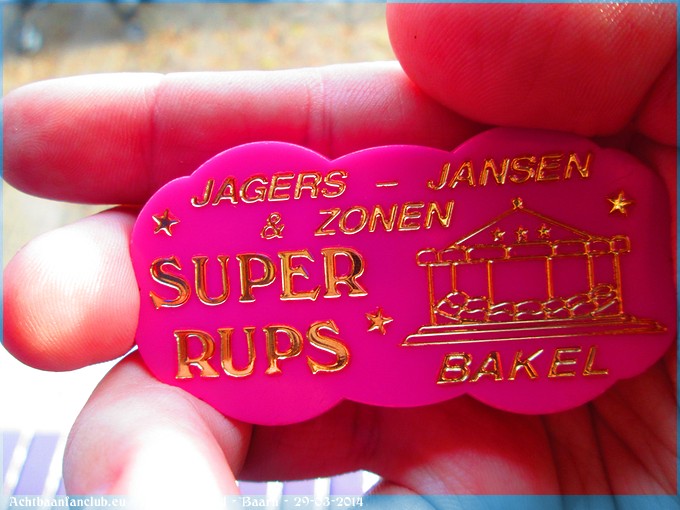 JAGERS – JANSEN
& ZONEN
SUPER
RUPS
BAKEL
Achtbaanfanclub.eu - Baarn - 29-03-2014